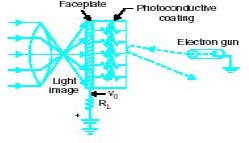 Faceplate
Photoconductive
coating
Electron gun
Light
image
v0
RL
+